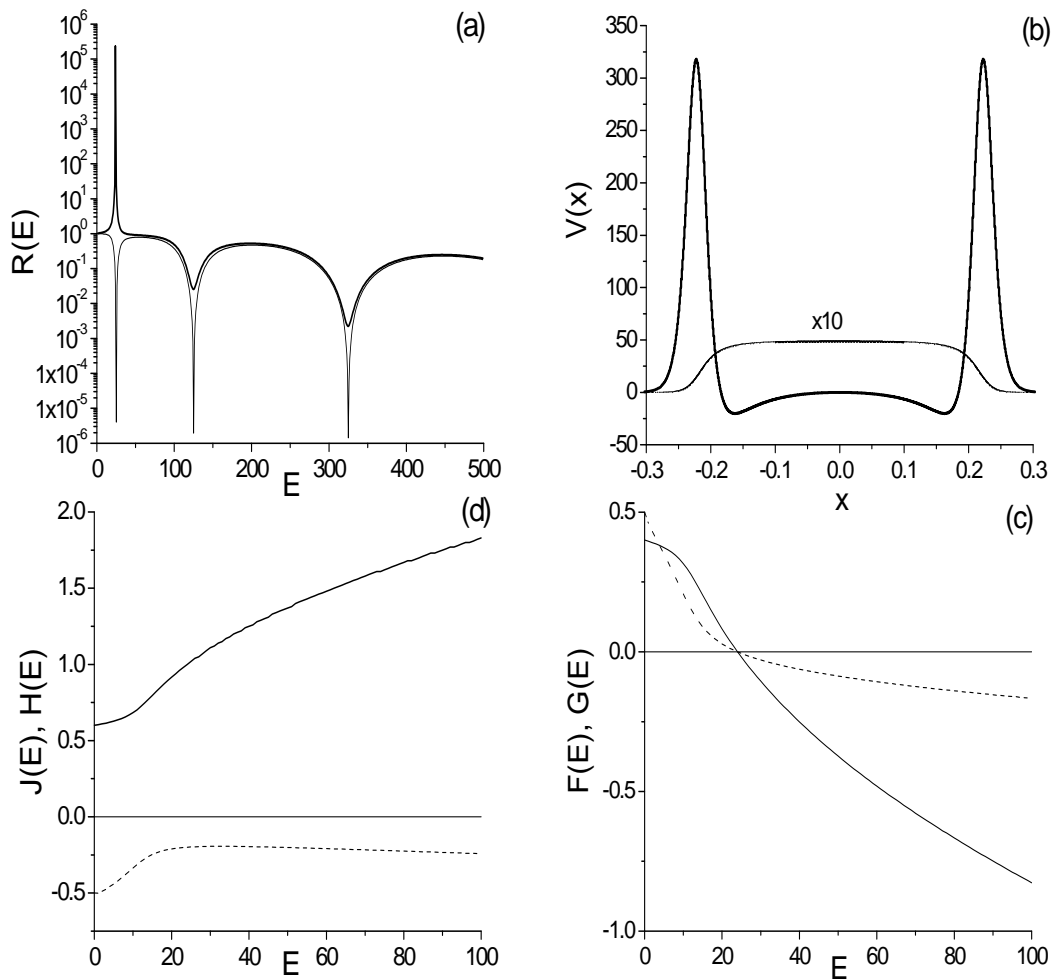 (a)
R(E)
10^6
10^5
10^4
10^3
10^2
10^1
10^0
10^-1
10^-2
10^-3
1x10^-4
1x10^-5
10^-6
0 100 200 300 400 500
E
(b)
V(x)
350
300
250
200
150
100
50
0
-50
x10
-0.3 -0.2 -0.1 0.0 0.1 0.2 0.3
x
(d)
J(E), H(E)
2.0
1.5
1.0
0.5
0.0
-0.5
0 20 40 60 80 100
E
(c)
F(E), G(E)
0.5
0.0
-0.5
-1.0
0 20 40 60 80 100
E